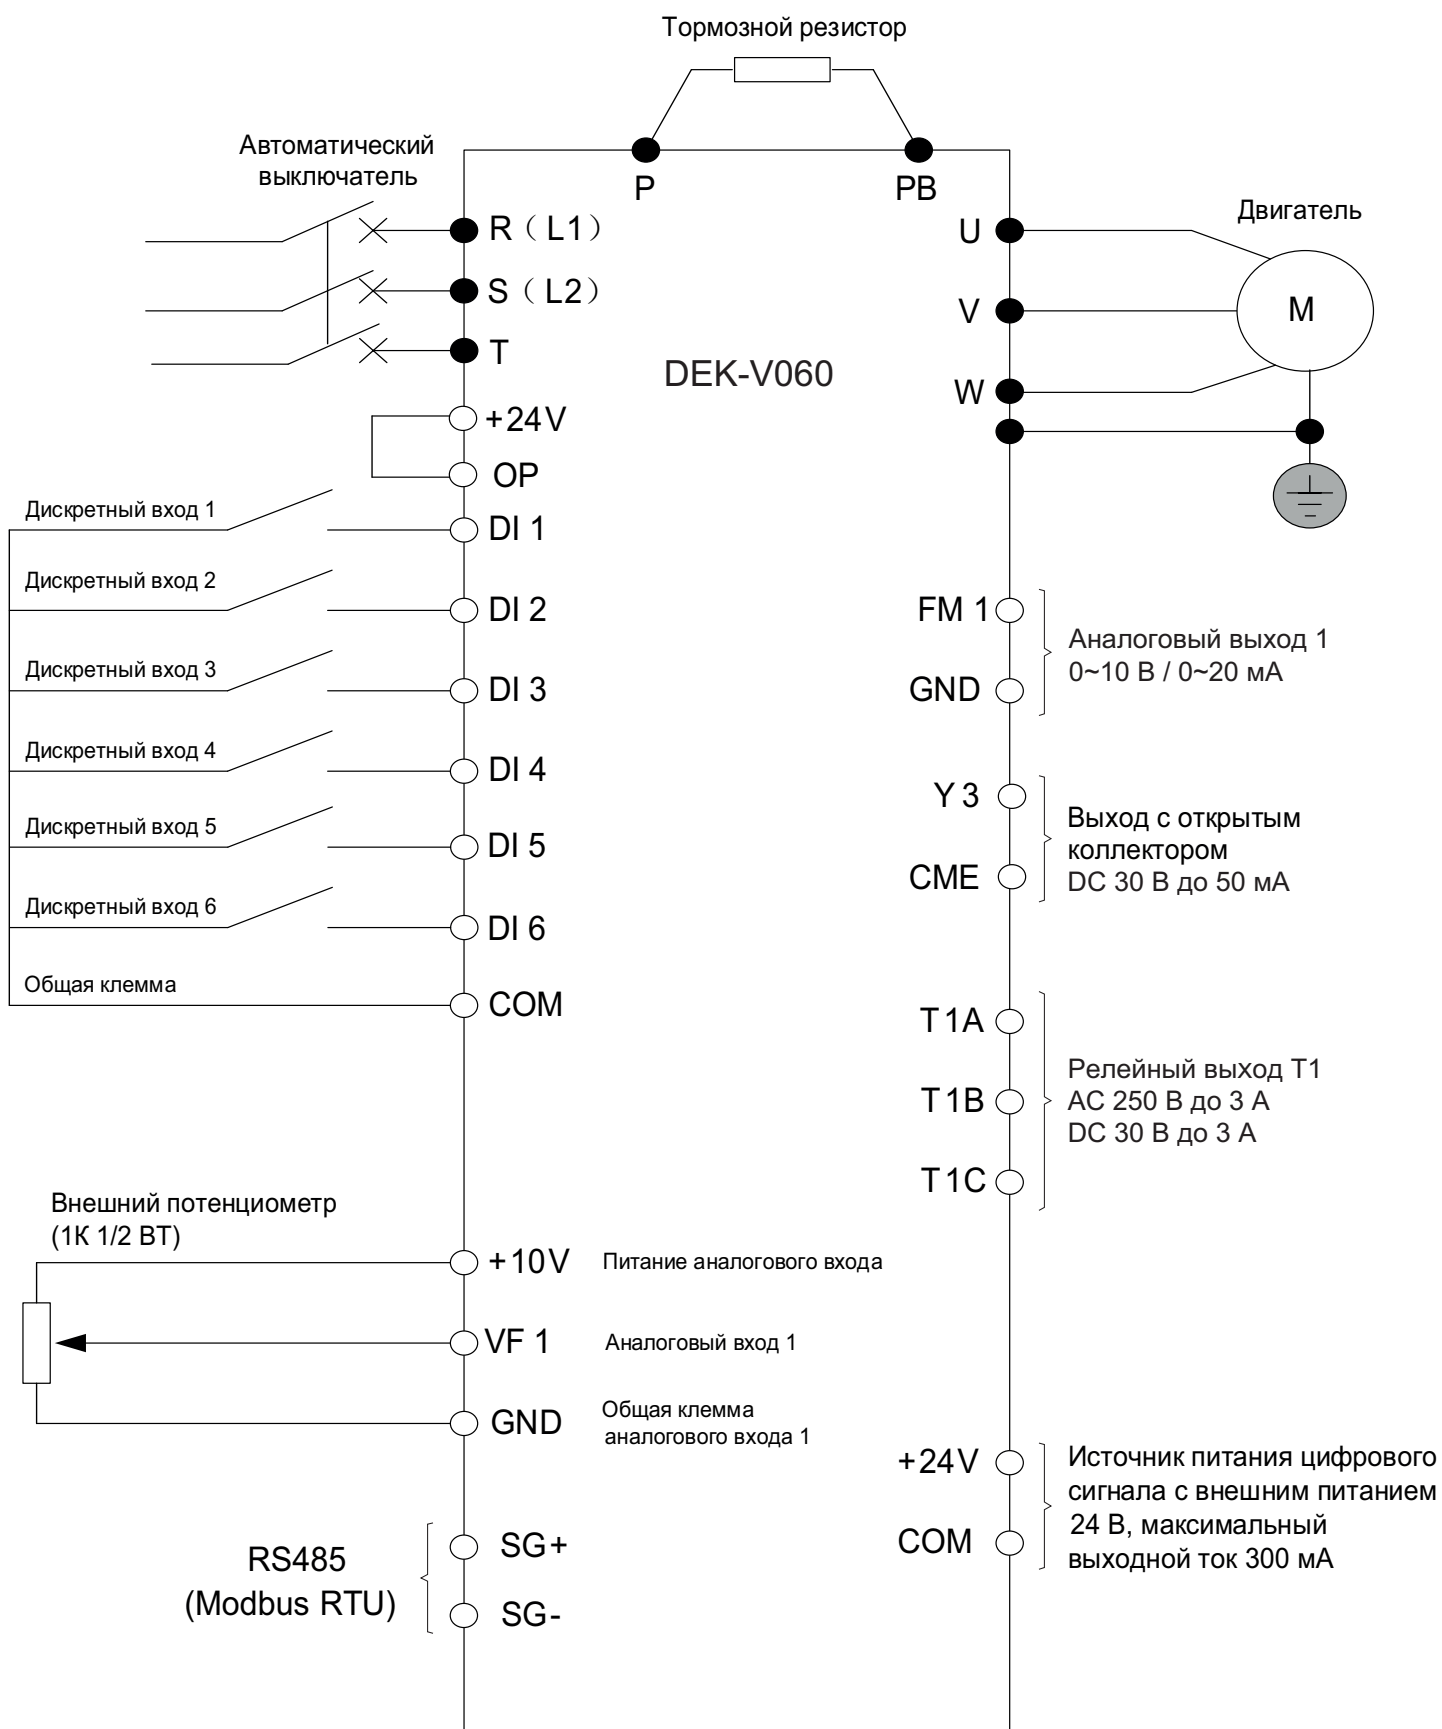 Тормозной резистор
Автоматический
выключатель
P
PB
R（L1）
S（L2）
T
U
V
W
Двигатель
M
DEK-V060
+24V
OP
Дискретный вход 1
DI 1
Дискретный вход 2
DI 2
Дискретный вход 3
DI 3
Дискретный вход 4
DI 4
Дискретный вход 5
DI 5
Дискретный вход 6
DI 6
Общая клемма
COM
FM 1
GND
Аналоговый выход 1
0~10 В / 0~20 мА
Y 3
CME
Выход с открытым
коллектором
DC 30 В до 50 мА
T1A
T1B
T1C
Релейный выход T1
AC 250 В до 3 А
DC 30 В до 3 А
Внешний потенциометр
(1К 1/2 ВТ)
+10V
Питание аналогового входа
VF 1
Аналоговый вход 1
GND
Общая клемма
аналогового входа 1
+24V
COM
Источник питания цифрового
сигнала с внешним питанием
24 В, максимальный
выходной ток 300 мА
RS485
(Modbus RTU)
SG+
SG-